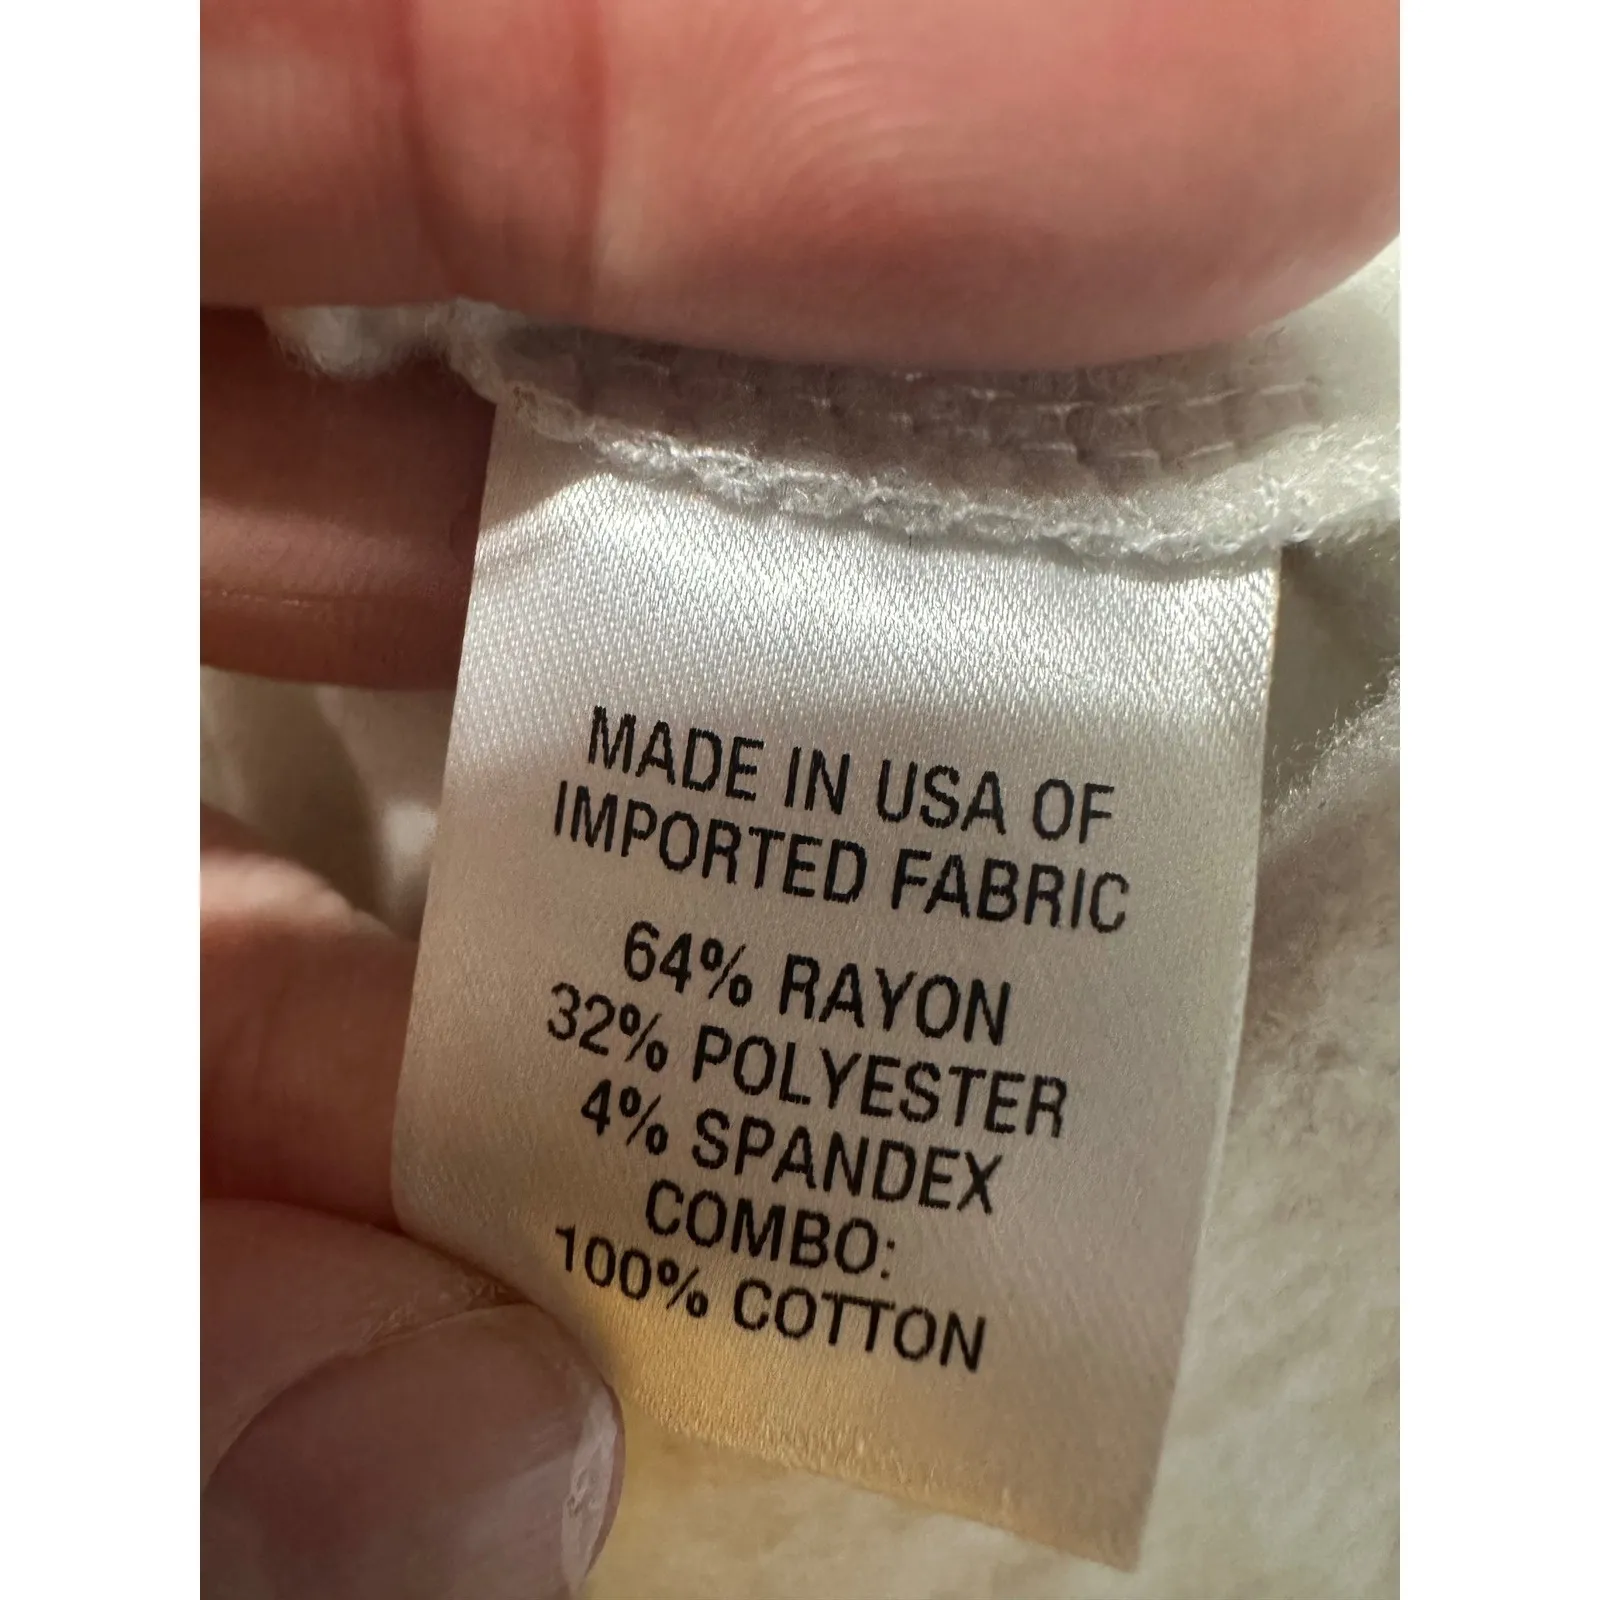 MADE IN USA OF
IMPORTED FABRIC
64% RAYON
32% POLYESTER
4% SPANDEX
COMBO:
100% COTTON